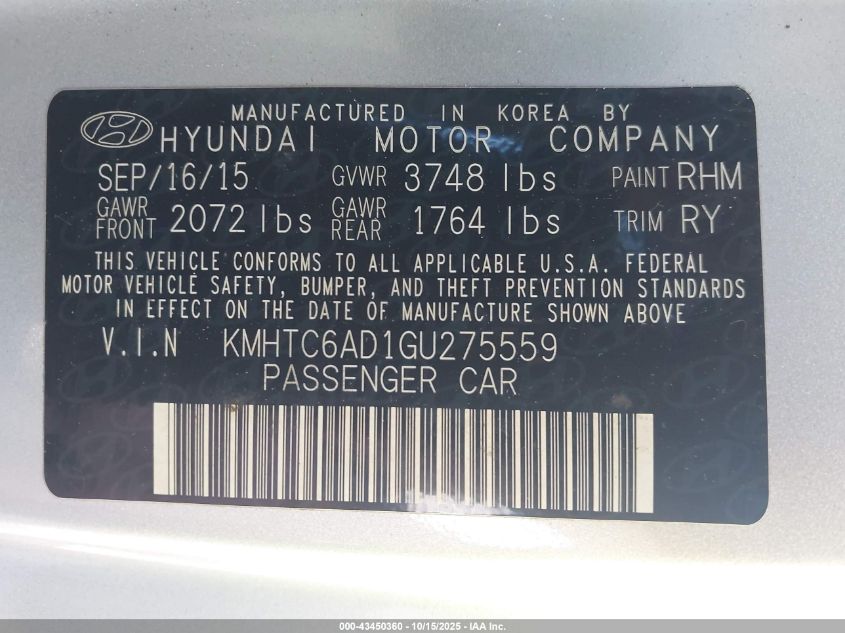 MANUFACTURED IN KOREA BY
HYUNDAI MOTOR COMPANY
SEP/16/15 GVWR 3748 lbs PAINT RHM
GAWR FRONT 2072 lbs GAWR REAR 1764 lbs TRIM RY
THIS VEHICLE CONFORMS TO ALL APPLICABLE U.S.A. FEDERAL
MOTOR VEHICLE SAFETY, BUMPER, AND THEFT PREVENTION STANDARDS
IN EFFECT ON THE DATE OF MANUFACTURE SHOWN ABOVE
V.I.N KMHTC6AD1GU275559
PASSENGER CAR
000-43450360 - 10/15/2025 - IAA Inc.